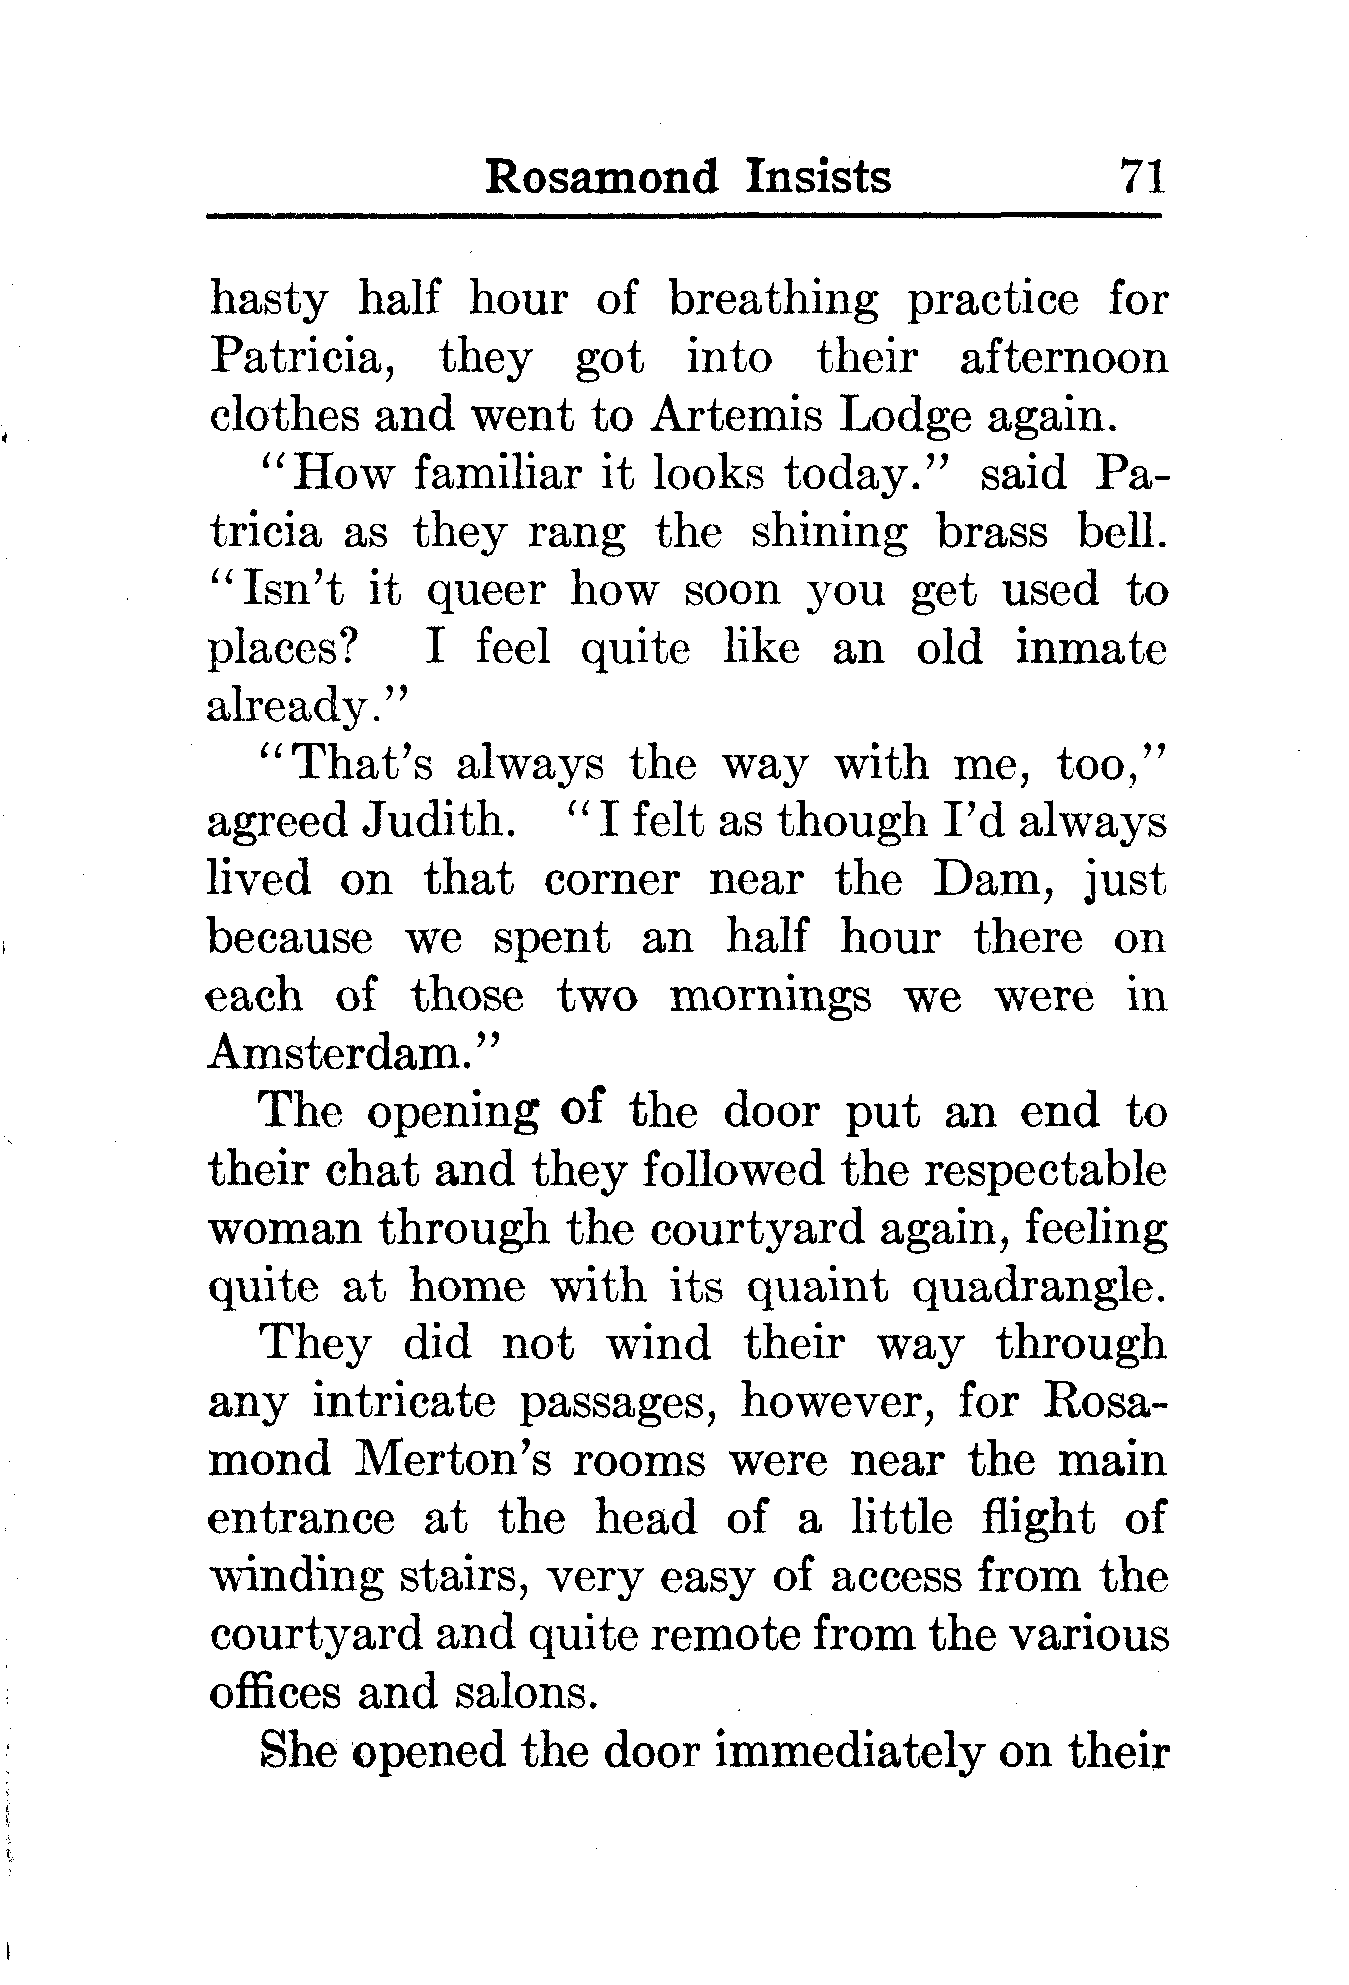 Rosamond Insists 71
hasty half hour of breathing practice for
Patricia, they got into their afternoon
clothes and went to Artemis Lodge again.
"How familiar it looks today." said Pa-
tricia as they rang the shining brass bell.
"Isn't it queer how soon you get used to
places? I feel quite like an old inmate
already."
"That's always the way with me, too,"
agreed Judith. "I felt as though I'd always
lived on that corner near the Dam, just
because we spent an half hour there on
each of those two mornings we were in
Amsterdam."
The opening of the door put an end to
their chat and they followed the respectable
woman through the courtyard again, feeling
quite at home with its quaint quadrangle.
They did not wind their way through
any intricate passages, however, for Rosa-
mond Merton's rooms were near the main
entrance at the head of a little flight of
winding stairs, very easy of access from the
courtyard and quite remote from the various
offices and salons.
She opened the door immediately on their